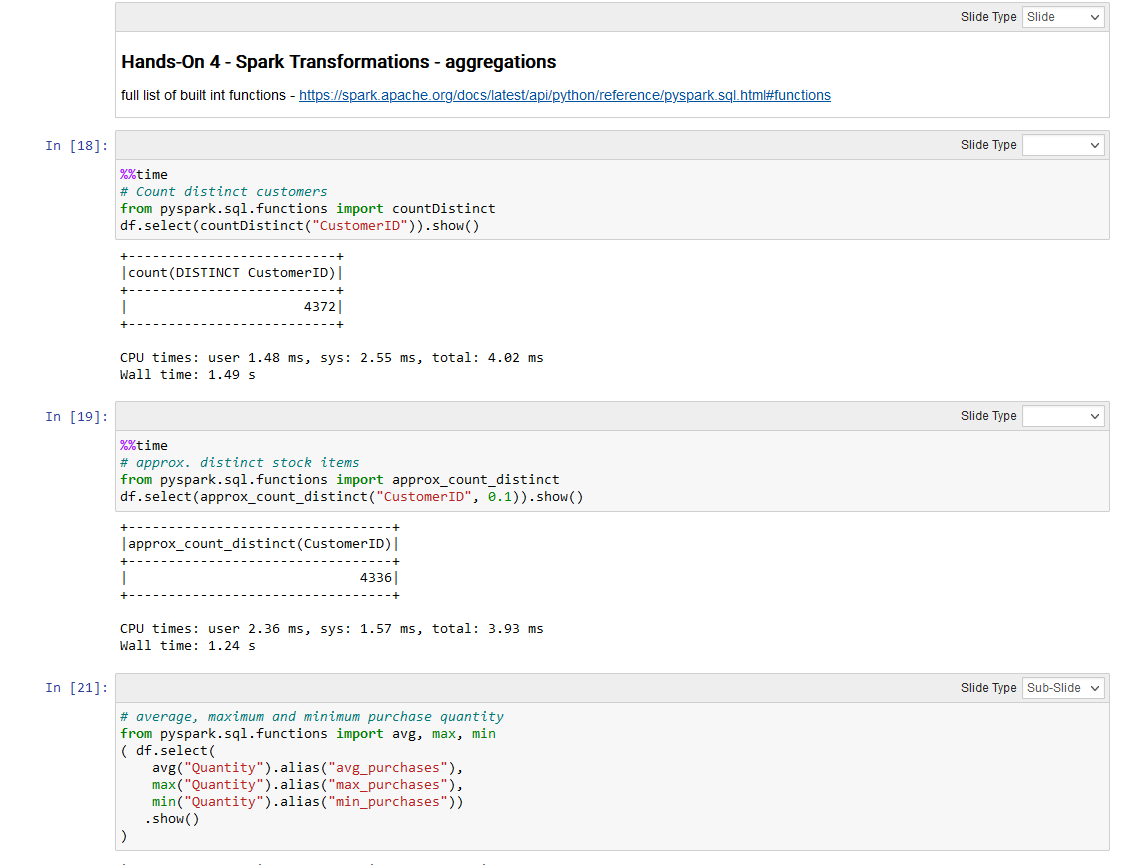 Slide Type Slide
Hands-On 4 - Spark Transformations - aggregations
full list of built int functions - https://spark.apache.org/docs/latest/api/python/reference/pyspark.sql.html#functions
In [18]: Slide Type
%%time
# Count distinct customers
from pyspark.sql.functions import countDistinct
df.select(countDistinct("CustomerID")).show()
+--------------------------+
|count(DISTINCT CustomerID)|
+--------------------------+
|                      4372|
+--------------------------+
CPU times: user 1.48 ms, sys: 2.55 ms, total: 4.02 ms
Wall time: 1.49 s
In [19]: Slide Type
%%time
# approx. distinct stock items
from pyspark.sql.functions import approx_count_distinct
df.select(approx_count_distinct("CustomerID", 0.1)).show()
+---------------------------------+
|approx_count_distinct(CustomerID)|
+---------------------------------+
|                             4336|
+---------------------------------+
CPU times: user 2.36 ms, sys: 1.57 ms, total: 3.93 ms
Wall time: 1.24 s
In [21]: Slide Type Sub-Slide
# average, maximum and minimum purchase quantity
from pyspark.sql.functions import avg, max, min
( df.select(
    avg("Quantity").alias("avg_purchases"),
    max("Quantity").alias("max_purchases"),
    min("Quantity").alias("min_purchases"))
   .show()
)